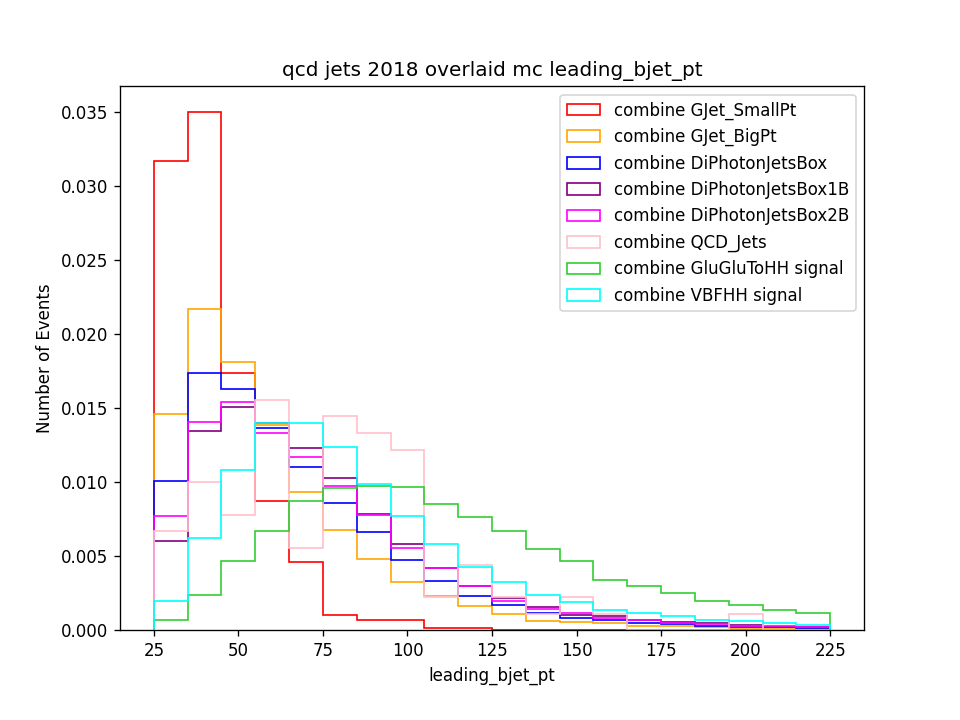 qcd jets 2018 overlaid mc leading_bjet_pt
combine GJet_SmallPt
combine GJet_BigPt
combine DiPhotonJetsBox
combine DiPhotonJetsBox1B
combine DiPhotonJetsBox2B
combine QCD_Jets
combine GluGluToHH signal
combine VBFHH signal
Number of Events
0.035
0.030
0.025
0.020
0.015
0.010
0.005
0.000
25 50 75 100 125 150 175 200 225
leading_bjet_pt